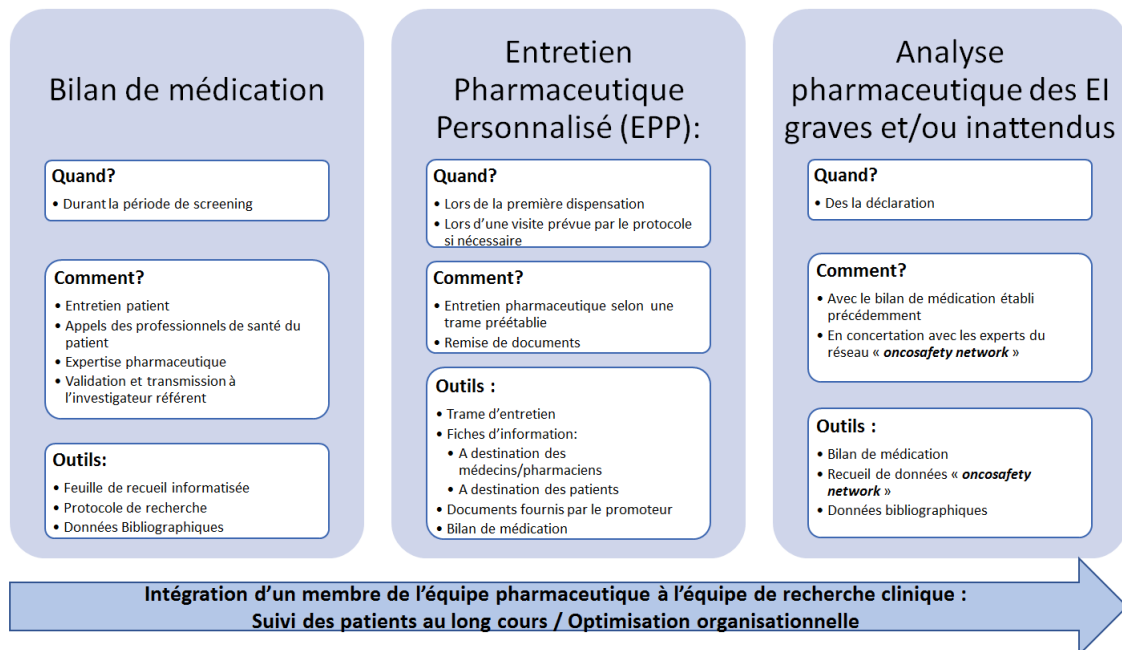 Bilan de médication
Quand?
• Durant la période de screening
Comment?
• Entretien patient
• Appels des professionnels de santé du
patient
• Expertise pharmaceutique
• Validation et transmission à
l’investigateur référent
Outils:
• Feuille de recueil informatisée
• Protocole de recherche
• Données Bibliographiques
Entretien
Pharmaceutique
Personnalisé (EPP):
Quand?
• Lors de la première dispensation
• Lors d’une visite prévue par le protocole
si nécessaire
Comment?
• Entretien pharmaceutique selon une
trame préétablie
• Remise de documents
Outils :
• Trame d’entretien
• Fiches d’information:
• A destination des
médecins/pharmaciens
• A destination des patients
• Documents fournis par le promoteur
• Bilan de médication
Analyse
pharmaceutique des EI
graves et/ou inattendus
Quand?
• Des la déclaration
Comment?
• Avec le bilan de médication établi
précédemment
• En concertation avec les experts du
réseau « oncosafety network »
Outils :
• Bilan de médication
• Recueil de données « oncosafety
network »
• Données bibliographiques
Intégration d’un membre de l’équipe pharmaceutique à l’équipe de recherche clinique :
Suivi des patients au long cours / Optimisation organisationnelle